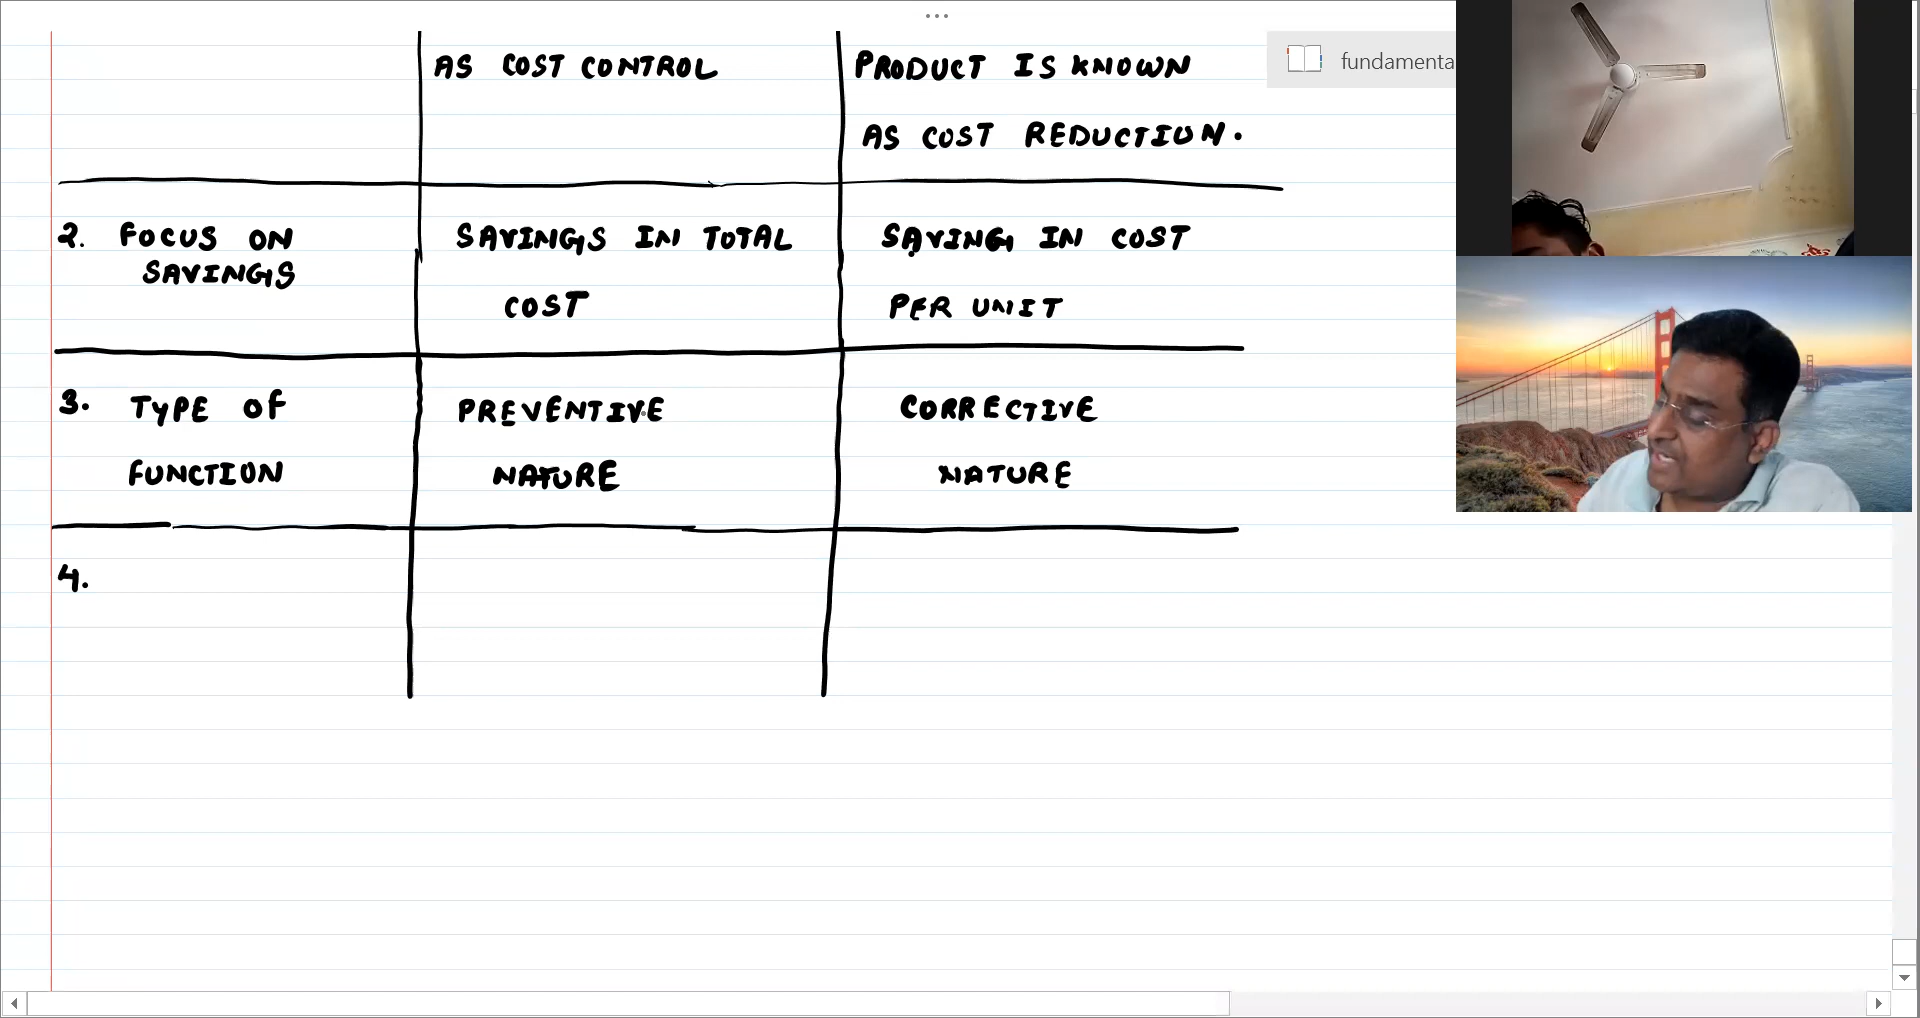 AS COST CONTROL
PRODUCT IS KNOWN
AS COST REDUCTION.
fundamenta
2. FOCUS ON
SAVINGS
SAVINGS IN TOTAL
COST
SAVING IN COST
PER UNIT
3. TYPE OF
FUNCTION
PREVENTIVE
NATURE
CORRECTIVE
NATURE
4.